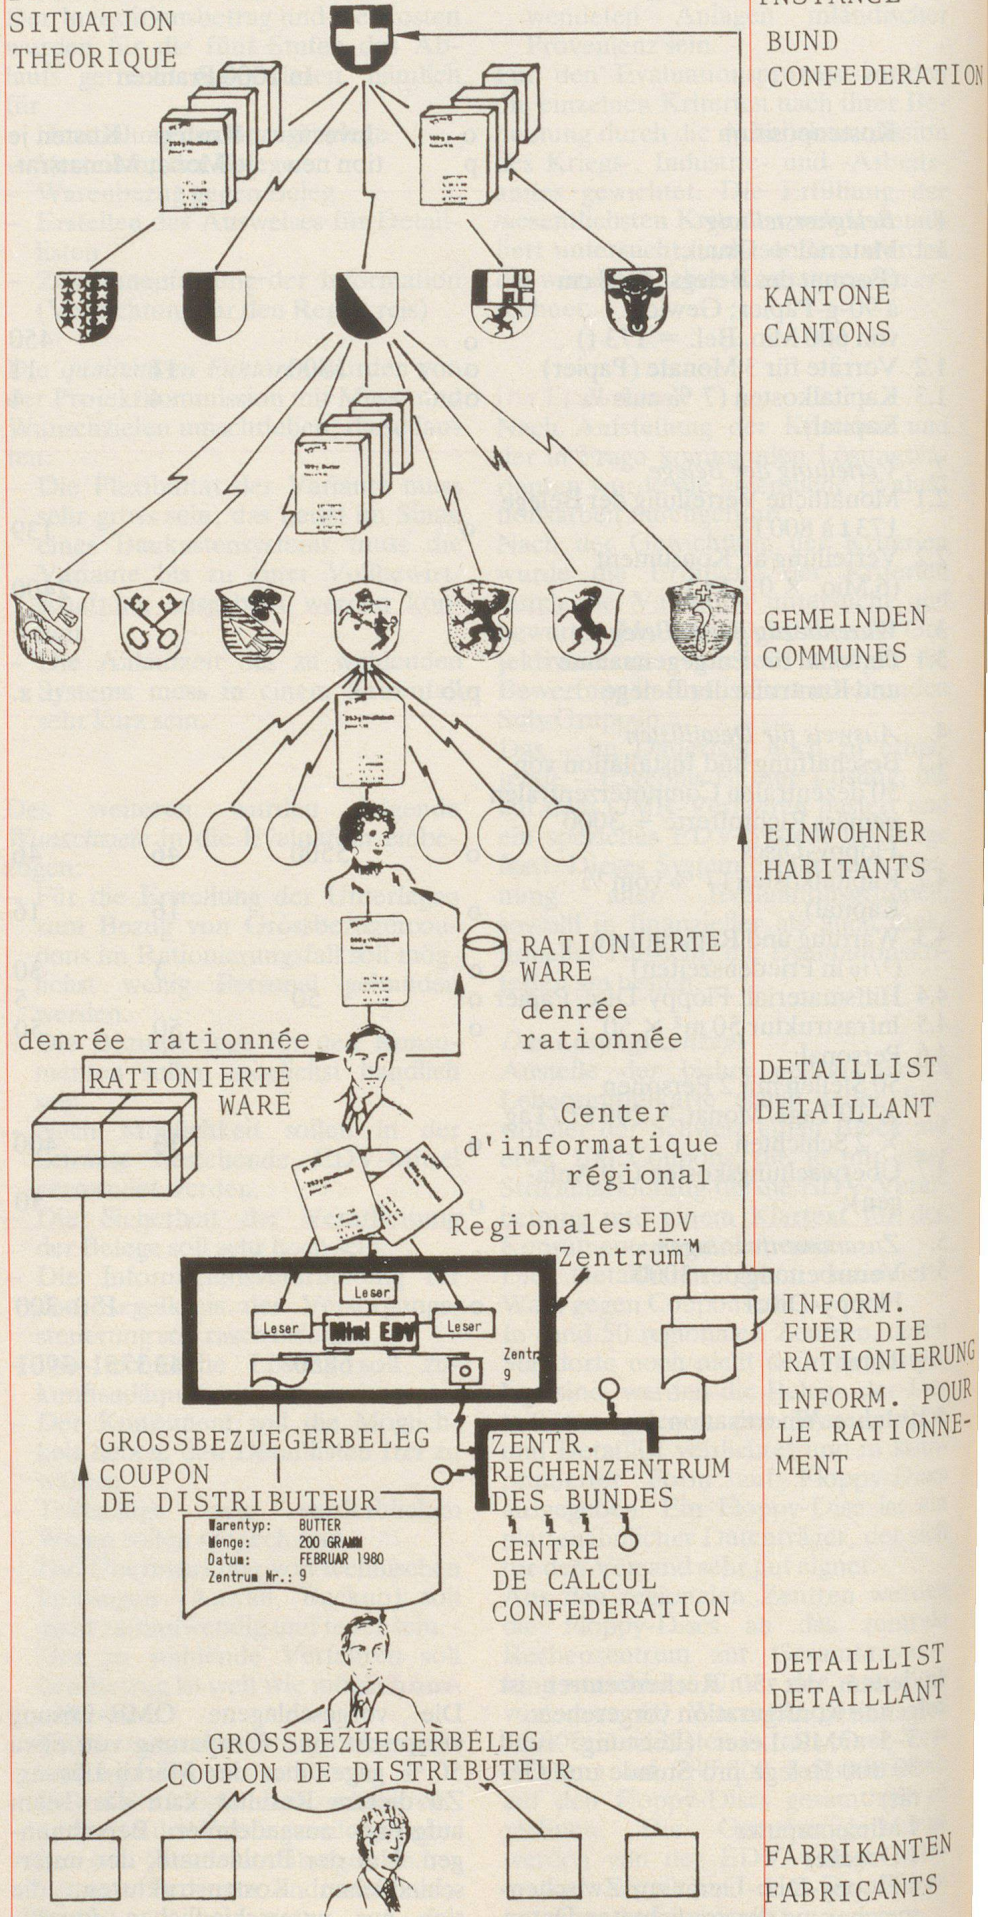 SITUATION
THEORIQUE
BUND
CONFEDERATION
KANTONE
CANTONS
GEMEINDEN
COMMUNES
EINWOHNER
HABITANTS
RATIONIERTE
WARE
denrée
rationnée
denrée rationnée
RATIONIERTE
WARE
DETAILLIST
DETAILLANT
Center
d'informatique
régional
Regionales EDV
Zentrum
Leser
Leser
Mini EDV
Leser
Zentr
9
INFORM.
FUER DIE
RATIONIERUNG
INFORM. POUR
LE RATIONNE-
MENT
GROSSBEZUEGERBELEG
COUPON
DE DISTRIBUTEUR
ZENTR.
RECHENZENTRUM
DES BUNDES
CENTRE
DE CALCUL
CONFEDERATION
Warentyp: BUTTER
Menge: 200 GRAMM
Datum: FEBRUAR 1980
Zentrum Nr.: 9
DETAILLIST
DETAILLANT
GROSSBEZUEGERBELEG
COUPON DE DISTRIBUTEUR
FABRIKANTEN
FABRICANTS